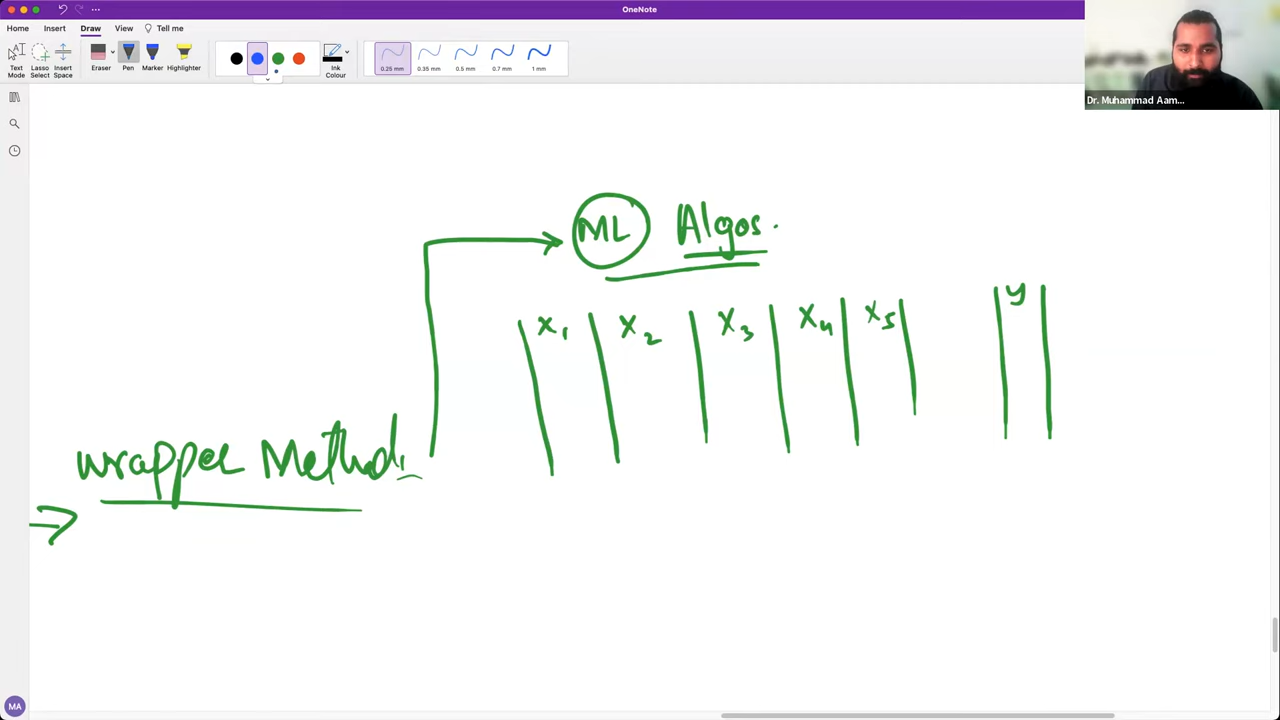 OneNote
Home Insert Draw View Tell me
Text Mode Lasso Select Insert Space Eraser Pen Marker Highlighter Ink Colour 0.25 mm 0.35 mm 0.5 mm 0.7 mm 1 mm
Dr. Muhammad Aam...
ML Algos.
x1 x2 x3 x4 x5 y
wrapper Method
MA